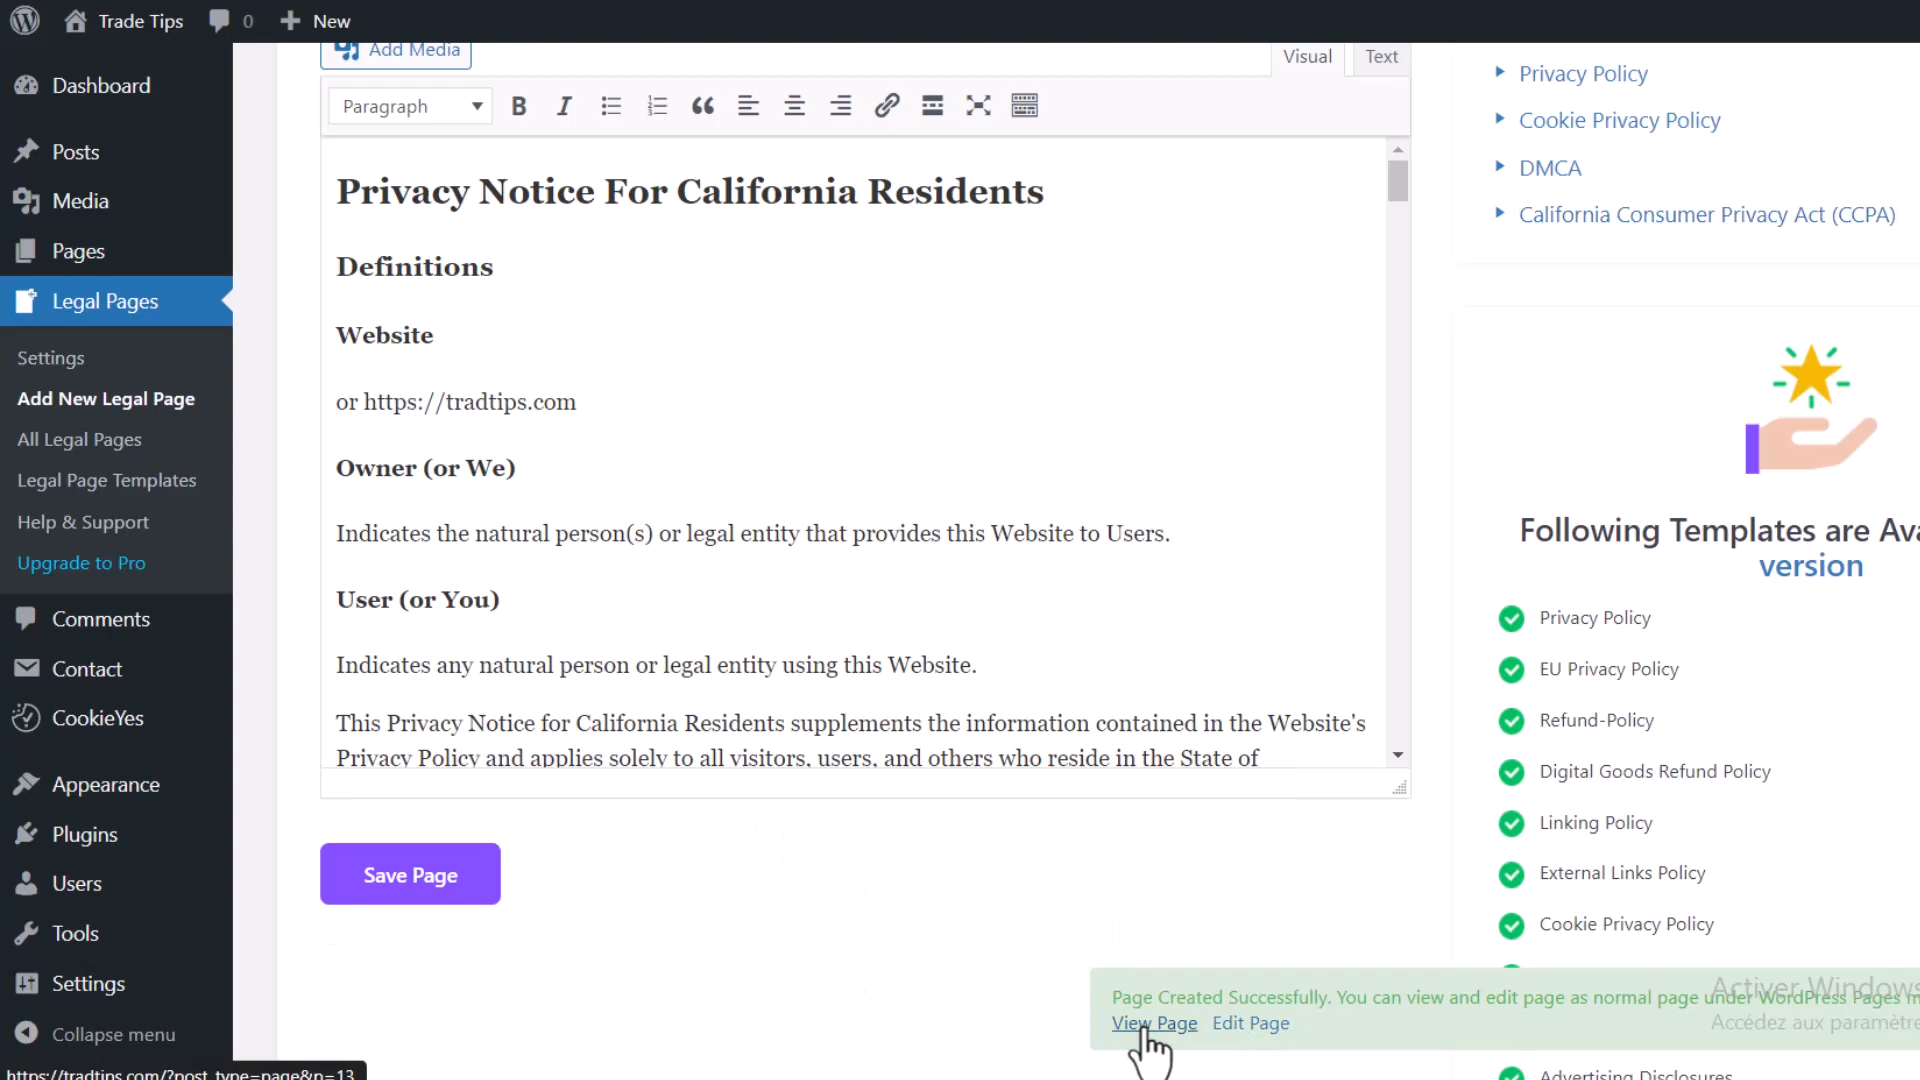 Trade Tips 0 New
Dashboard
Posts
Media
Pages
Legal Pages
Settings
Add New Legal Page
All Legal Pages
Legal Page Templates
Help & Support
Upgrade to Pro
Comments
Contact
CookieYes
Appearance
Plugins
Users
Tools
Settings
Collapse menu
https://tradtips.com/?post_type=page&p=13
Add Media
Visual Text
Paragraph
Privacy Notice For California Residents
Definitions
Website
or https://tradtips.com
Owner (or We)
Indicates the natural person(s) or legal entity that provides this Website to Users.
User (or You)
Indicates any natural person or legal entity using this Website.
This Privacy Notice for California Residents supplements the information contained in the Website's
Privacy Policy and applies solely to all visitors, users, and others who reside in the State of
Save Page
Privacy Policy
Cookie Privacy Policy
DMCA
California Consumer Privacy Act (CCPA)
Following Templates are Ava
version
Privacy Policy
EU Privacy Policy
Refund-Policy
Digital Goods Refund Policy
Linking Policy
External Links Policy
Cookie Privacy Policy
Activer Windows
Page Created Successfully. You can view and edit page as normal page under WordPress Pages m
View Page Edit Page
Accédez aux paramètre
Advertising Disclosures